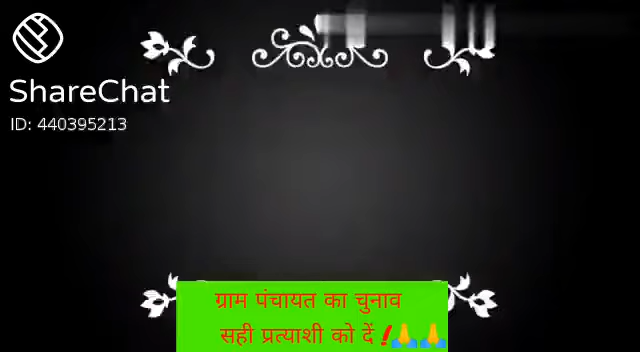 ShareChat
ID: 440395213
ग्राम पंचायत का चुनाव
सही प्रत्याशी को दें❗🙏🙏